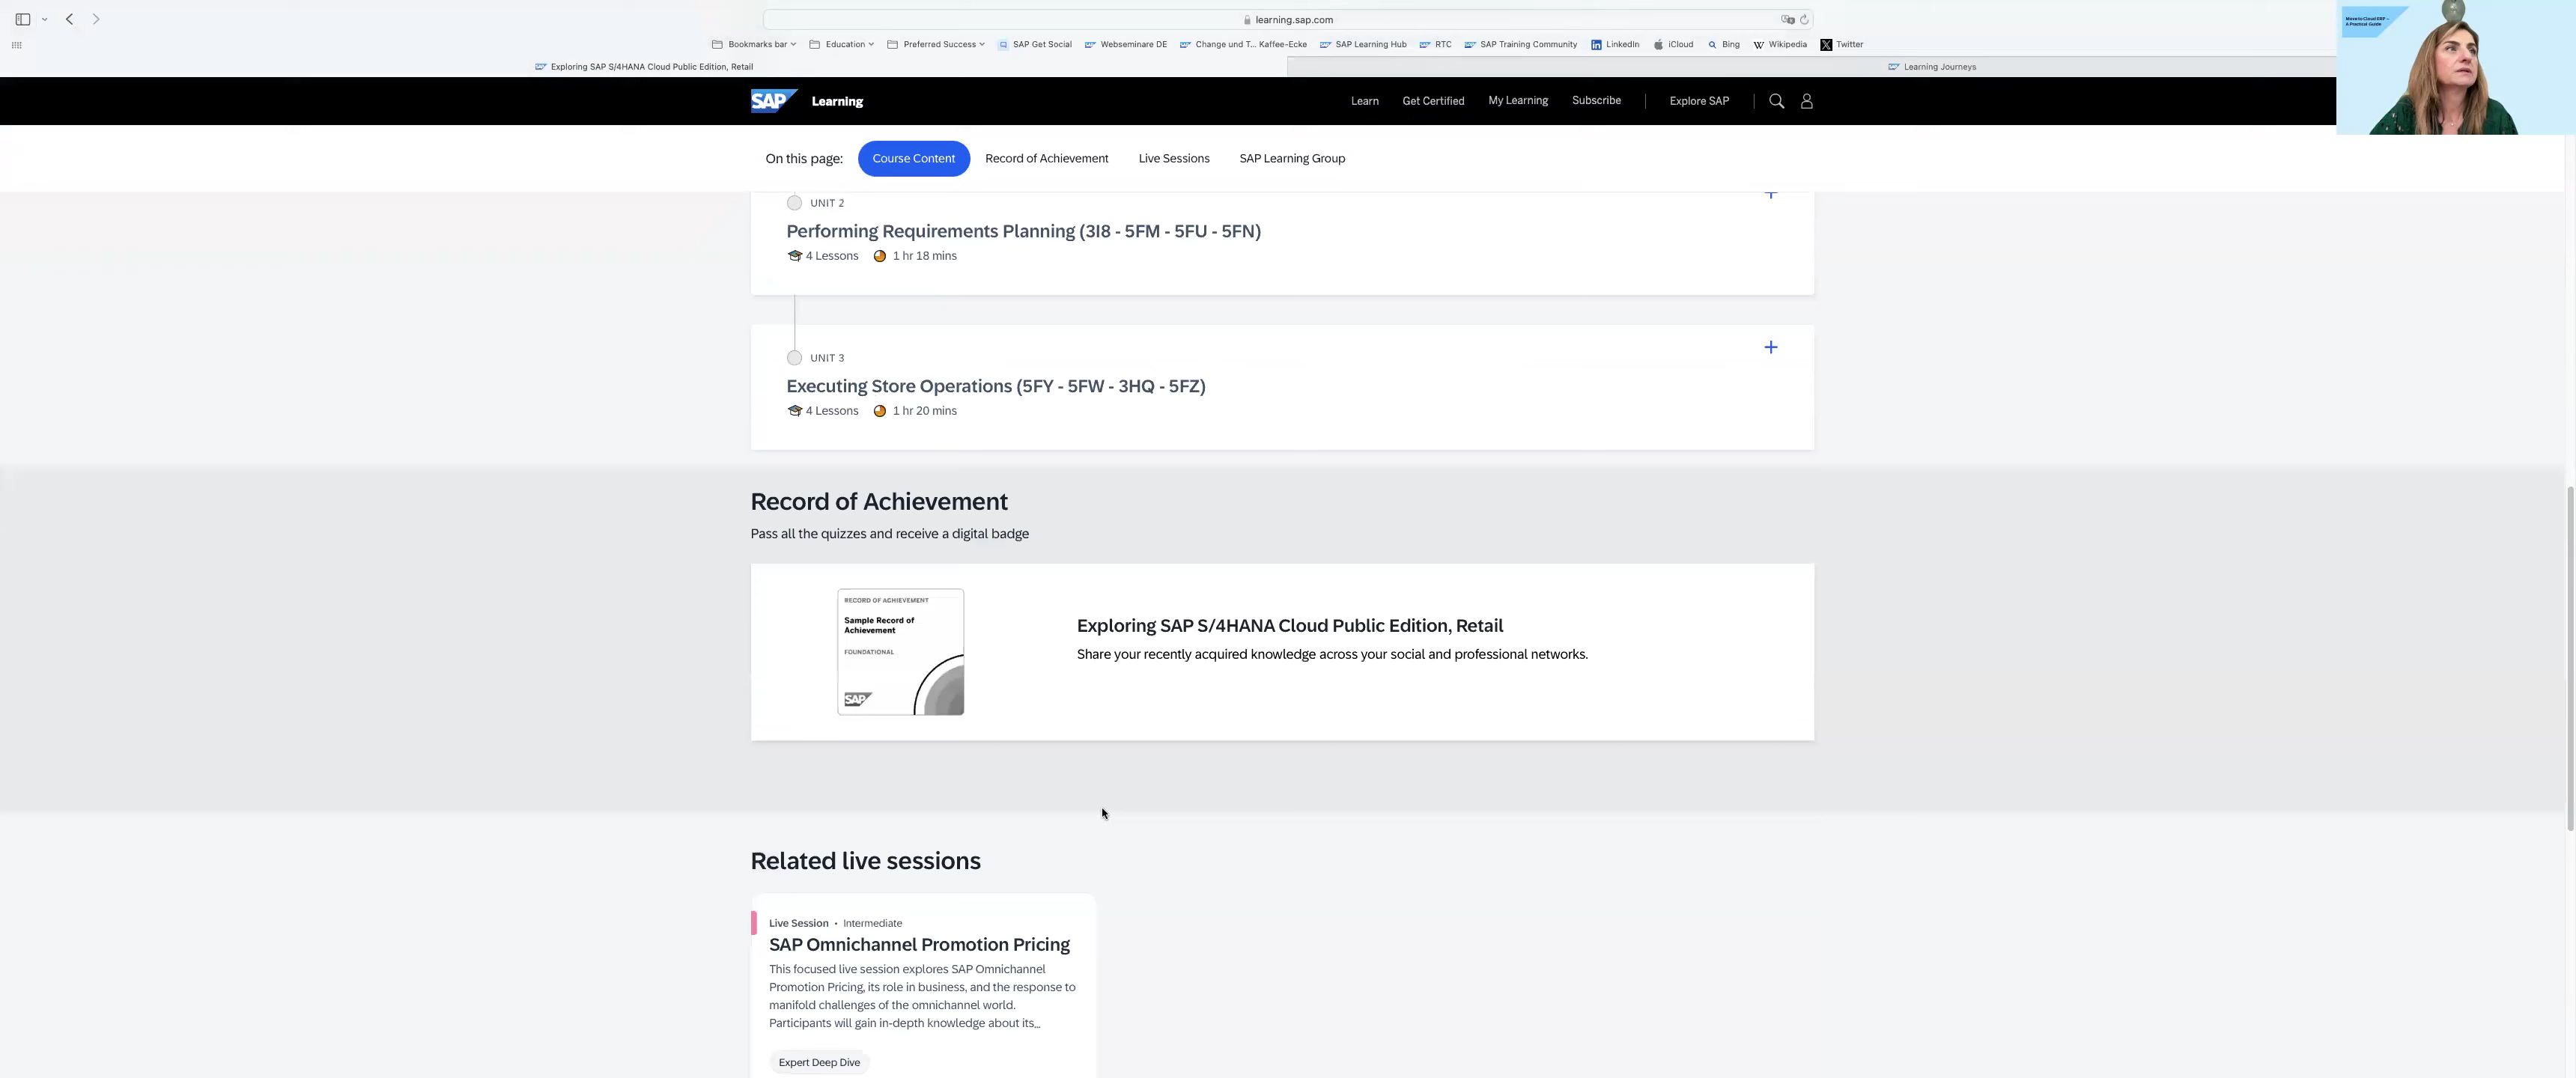 learning.sap.com
Bookmarks bar
Education
Preferred Success
SAP Get Social
Webseminare DE
Change und T... Kaffee-Ecke
SAP Learning Hub
RTC
SAP Training Community
LinkedIn
iCloud
Bing
Wikipedia
Twitter
Exploring SAP S/4HANA Cloud Public Edition, Retail
Learning Journeys
Move to Cloud ERP –
A Practical Guide
SAP Learning
Learn
Get Certified
My Learning
Subscribe
Explore SAP
On this page:
Course Content
Record of Achievement
Live Sessions
SAP Learning Group
UNIT 2
Performing Requirements Planning (3I8 - 5FM - 5FU - 5FN)
4 Lessons
1 hr 18 mins
UNIT 3
Executing Store Operations (5FY - 5FW - 3HQ - 5FZ)
4 Lessons
1 hr 20 mins
Record of Achievement
Pass all the quizzes and receive a digital badge
RECORD OF ACHIEVEMENT
Sample Record of
Achievement
FOUNDATIONAL
SAP
Exploring SAP S/4HANA Cloud Public Edition, Retail
Share your recently acquired knowledge across your social and professional networks.
Related live sessions
Live Session • Intermediate
SAP Omnichannel Promotion Pricing
This focused live session explores SAP Omnichannel
Promotion Pricing, its role in business, and the response to
manifold challenges of the omnichannel world.
Participants will gain in-depth knowledge about its...
Expert Deep Dive